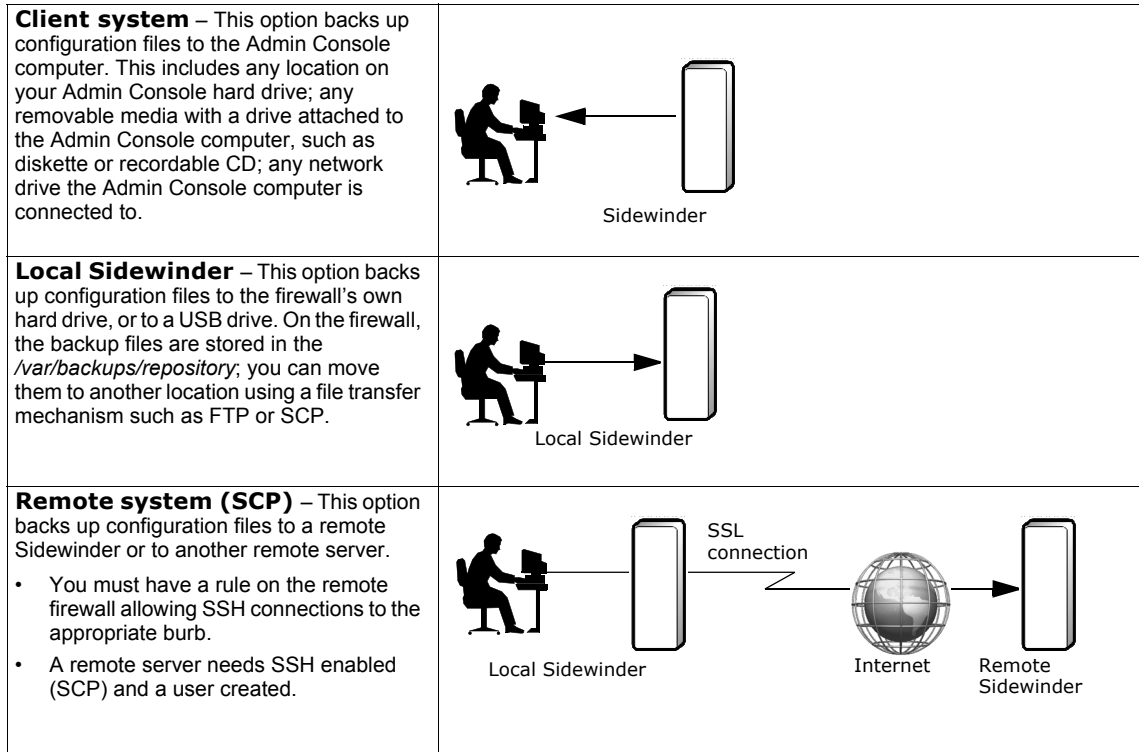 Client system – This option backs up
configuration files to the Admin Console
computer. This includes any location on
your Admin Console hard drive; any
removable media with a drive attached to
the Admin Console computer, such as
diskette or recordable CD; any network
drive the Admin Console computer is
connected to.
Sidewinder
Local Sidewinder – This option backs
up configuration files to the firewall's own
hard drive, or to a USB drive. On the firewall,
the backup files are stored in the
/var/backups/repository; you can move
them to another location using a file transfer
mechanism such as FTP or SCP.
Local Sidewinder
Remote system (SCP) – This option
backs up configuration files to a remote
Sidewinder or to another remote server.
• You must have a rule on the remote
firewall allowing SSH connections to the
appropriate burb.
• A remote server needs SSH enabled
(SCP) and a user created.
SSL
connection
Local Sidewinder
Internet
Remote
Sidewinder